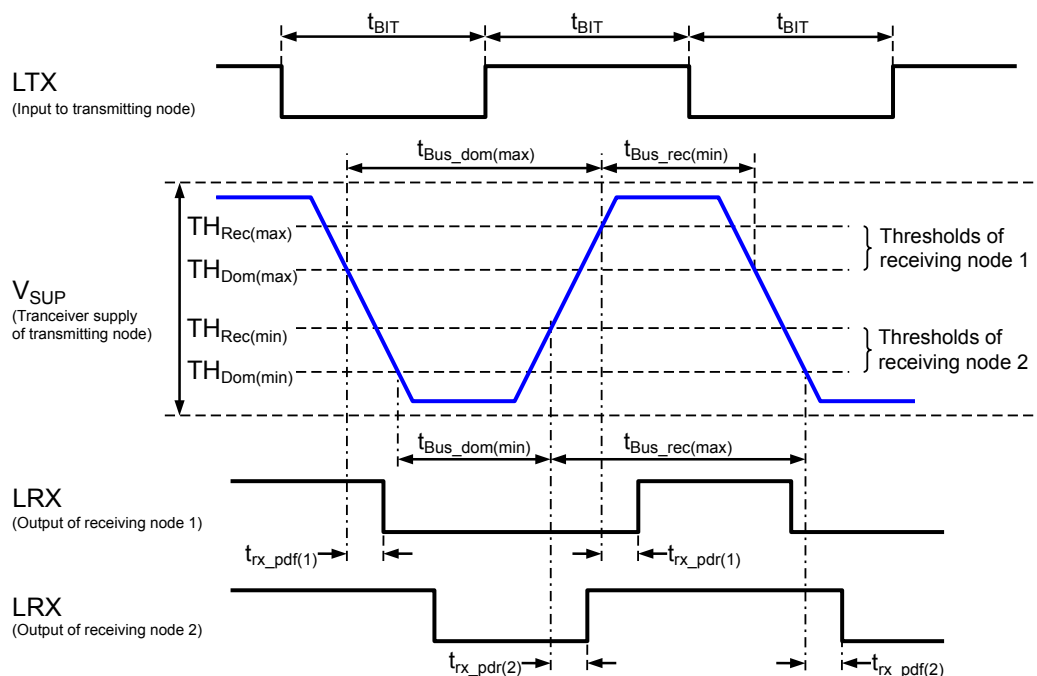 tBIT tBIT tBIT
LTX
(Input to transmitting node)
tBus_dom(max) tBus_rec(min)
THRec(max)
Thresholds of
receiving node 1
THDom(max)
VSUP
(Tranceiver supply
of transmitting node)
THRec(min)
Thresholds of
receiving node 2
THDom(min)
tBus_dom(min) tBus_rec(max)
LRX
(Output of receiving node 1)
trx_pdf(1) trx_pdr(1)
LRX
(Output of receiving node 2)
trx_pdr(2) trx_pdf(2)